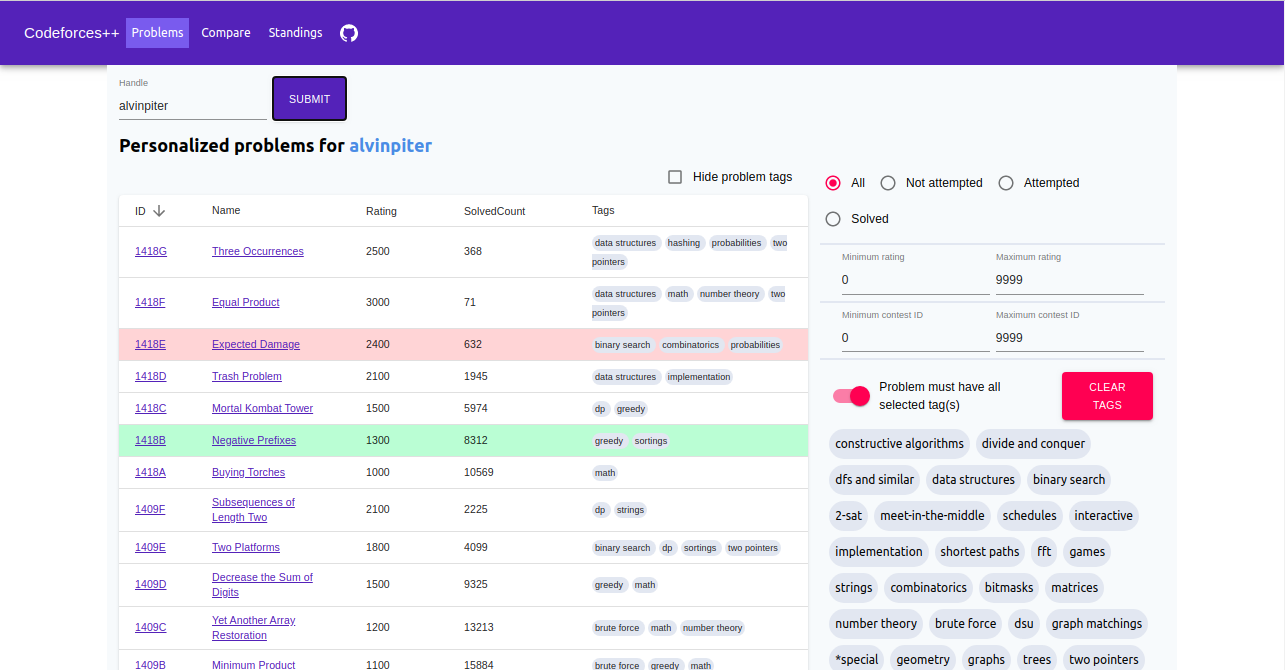 Codeforces++ Problems Compare Standings
Handle
alvinpiter
SUBMIT
Personalized problems for alvinpiter
Hide problem tags
ID Name Rating SolvedCount Tags
1418G Three Occurrences 2500 368 data structures hashing probabilities two
pointers
1418F Equal Product 3000 71 data structures math number theory two
pointers
1418E Expected Damage 2400 632 binary search combinatorics probabilities
1418D Trash Problem 2100 1945 data structures implementation
1418C Mortal Kombat Tower 1500 5974 dp greedy
1418B Negative Prefixes 1300 8312 greedy sortings
1418A Buying Torches 1000 10569 math
1409F Subsequences of
Length Two 2100 2225 dp strings
1409E Two Platforms 1800 4099 binary search dp sortings two pointers
1409D Decrease the Sum of
Digits 1500 9325 greedy math
1409C Yet Another Array
Restoration 1200 13213 brute force math number theory
1409B Minimum Product 1100 15884 brute force greedy math
All Not attempted Attempted
Solved
Minimum rating Maximum rating
0 9999
Minimum contest ID Maximum contest ID
0 9999
Problem must have all
selected tag(s)
CLEAR
TAGS
constructive algorithms divide and conquer
dfs and similar data structures binary search
2-sat meet-in-the-middle schedules interactive
implementation shortest paths fft games
strings combinatorics bitmasks matrices
number theory brute force dsu graph matchings
*special geometry graphs trees two pointers